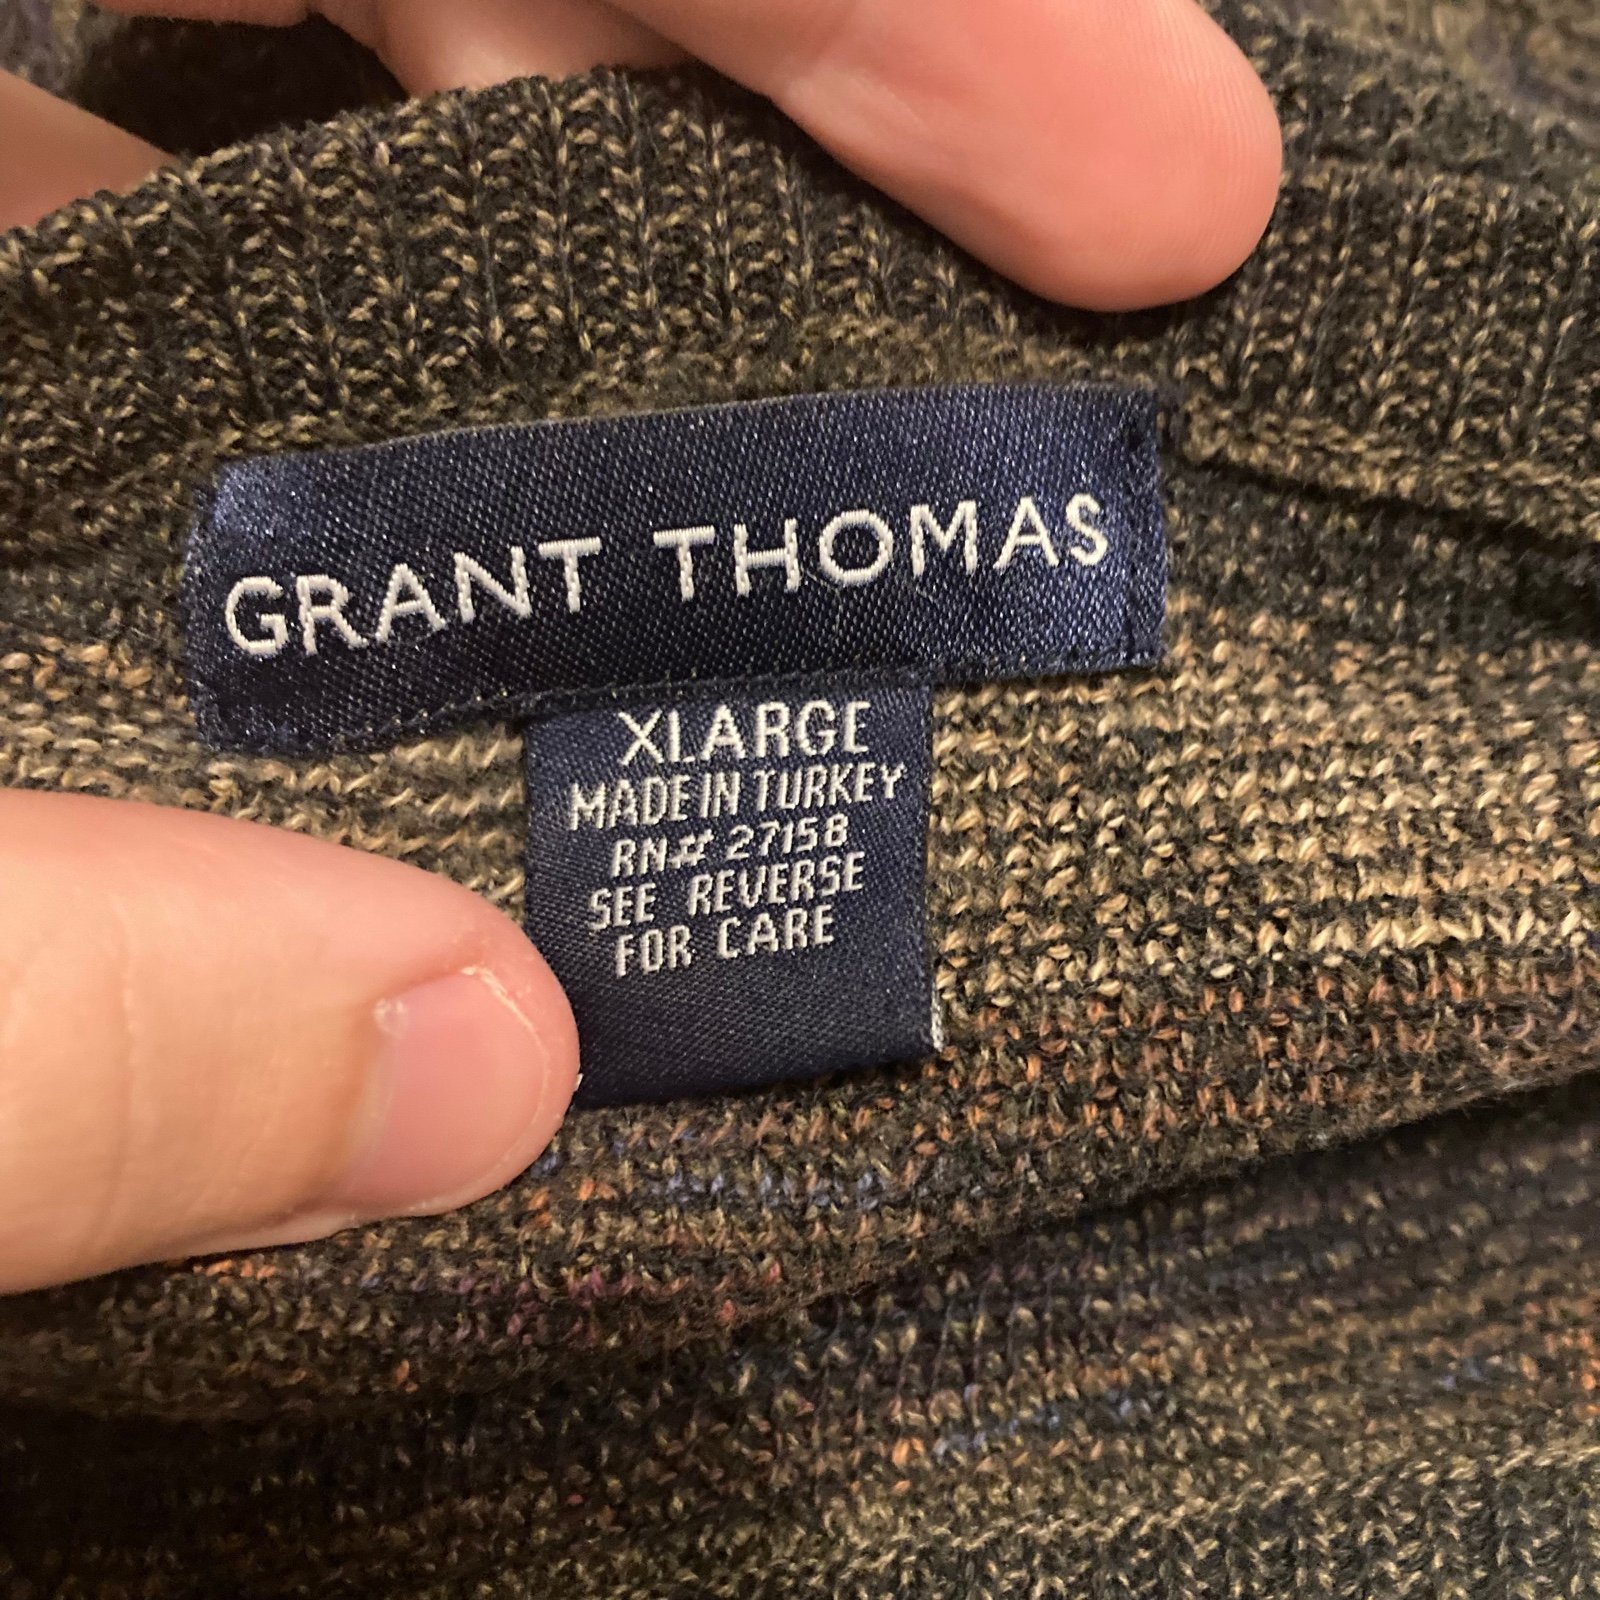 GRANT THOMAS
XLARGE
MADE IN TURKEY
RN# 27158
SEE REVERSE
FOR CARE